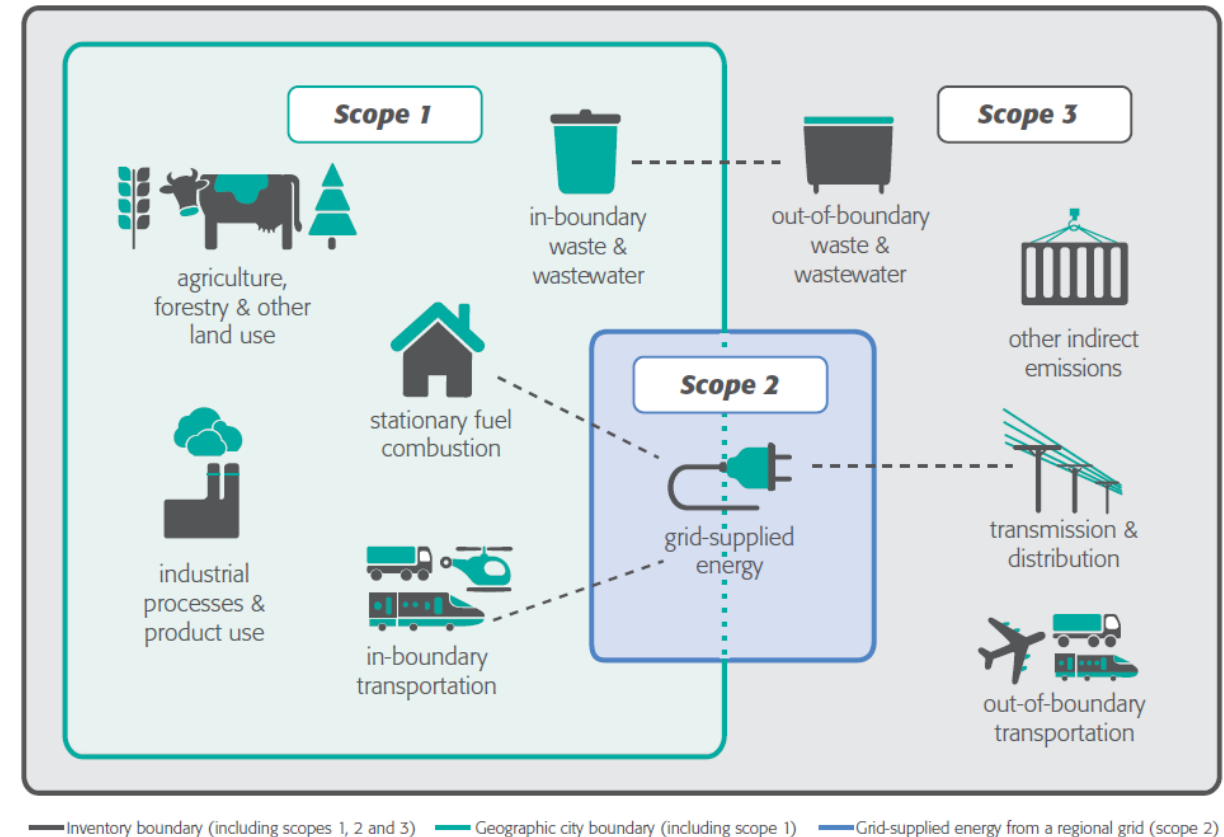 Scope 1
Scope 3
in-boundary
waste &
wastewater
out-of-boundary
waste &
wastewater
agriculture,
forestry & other
land use
other indirect
emissions
Scope 2
stationary fuel
combustion
grid-supplied
energy
transmission &
distribution
industrial
processes &
product use
in-boundary
transportation
out-of-boundary
transportation
Inventory boundary (including scopes 1, 2 and 3)
Geographic city boundary (including scope 1)
Grid-supplied energy from a regional grid (scope 2)